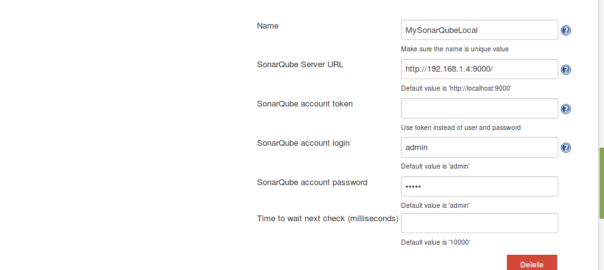 Name
MySonarQubeLocal
Make sure the name is unique value
SonarQube Server URL
http://192.168.1.4:9000/
Default value is 'http://localhost:9000'
SonarQube account token
Use token instead of user and password
SonarQube account login
admin
Default value is 'admin'
SonarQube account password
•••••
Default value is 'admin'
Time to wait next check (milliseconds)
Default value is '10000'
Delete